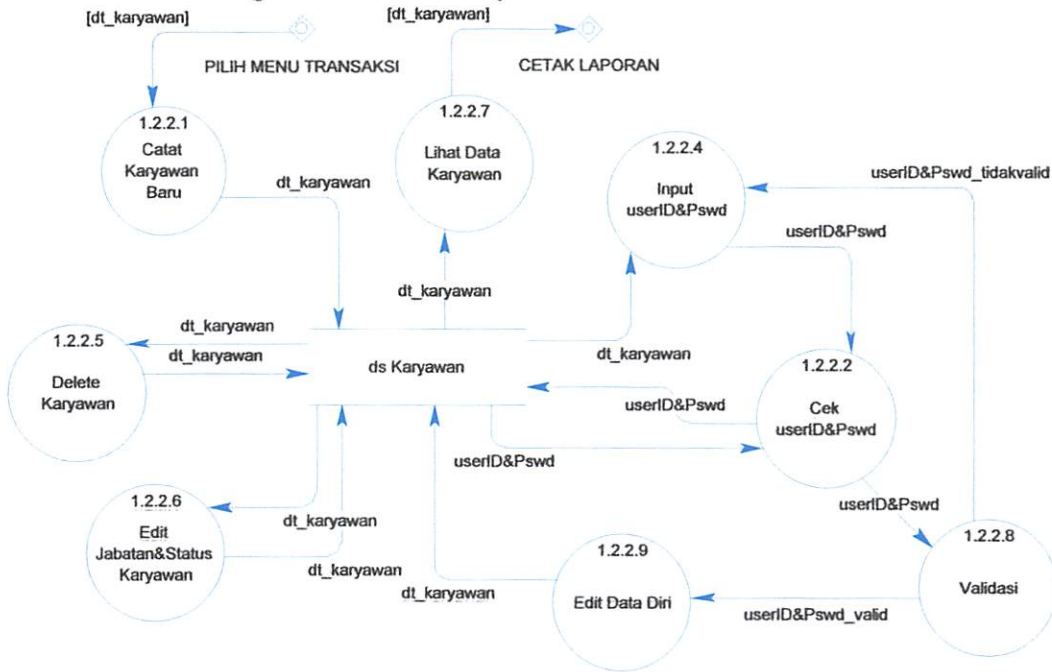 [dt_karyawan]
[dt_karyawan]
PILIH MENU TRANSAKSI
CETAK LAPORAN
1.2.2.1
Catat
Karyawan
Baru
1.2.2.7
Lihat Data
Karyawan
1.2.2.4
Input
userID&Pswd
userID&Pswd_tidakvalid
dt_karyawan
userID&Pswd
dt_karyawan
dt_karyawan
1.2.2.5
Delete
Karyawan
dt_karyawan
ds Karyawan
dt_karyawan
1.2.2.2
Cek
userID&Pswd
userID&Pswd
userID&Pswd
userID&Pswd
1.2.2.6
Edit
Jabatan&Status
Karyawan
dt_karyawan
dt_karyawan
dt_karyawan
1.2.2.9
Edit Data Diri
userID&Pswd_valid
1.2.2.8
Validasi